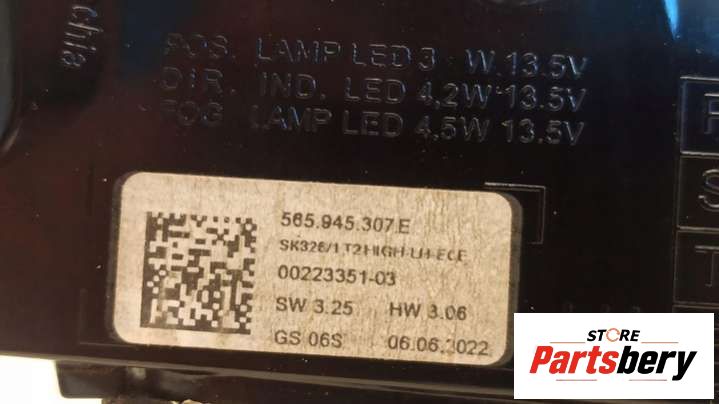 chia
POS. LAMP LED 3 W 13.5V
DIR. IND. LED 4,2W 13.5V
FOG LAMP LED 4,5W 13.5V
565.945.307.E
SK326/1 T2 HIGH LH ECE
00223351-03
SW 3.25 HW 3.06
GS 06S 06.06.2022
STORE
Partsbery